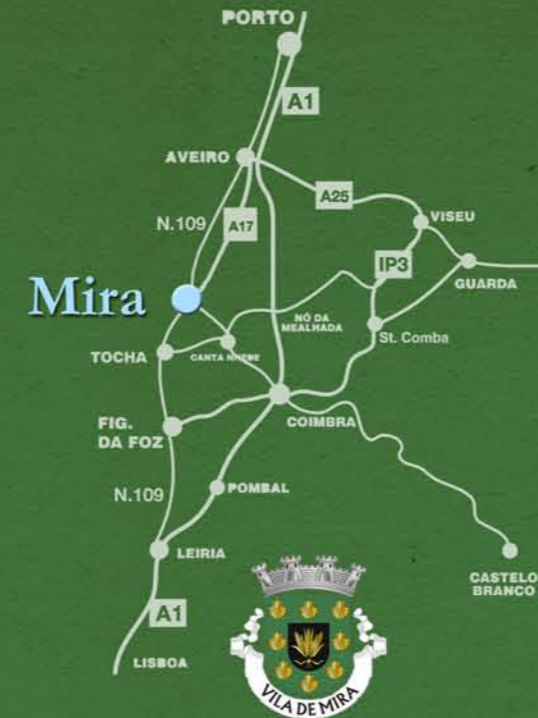 PORTO
A1
AVEIRO
A25
N.109
A17
VISEU
IP3
GUARDA
Mira
NÓ DA
MEALHADA
St. Comba
TOCHA
CANTANHEDE
COIMBRA
FIG.
DA FOZ
N.109
POMBAL
LEIRIA
CASTELO
BRANCO
A1
LISBOA
VILA DE MIRA